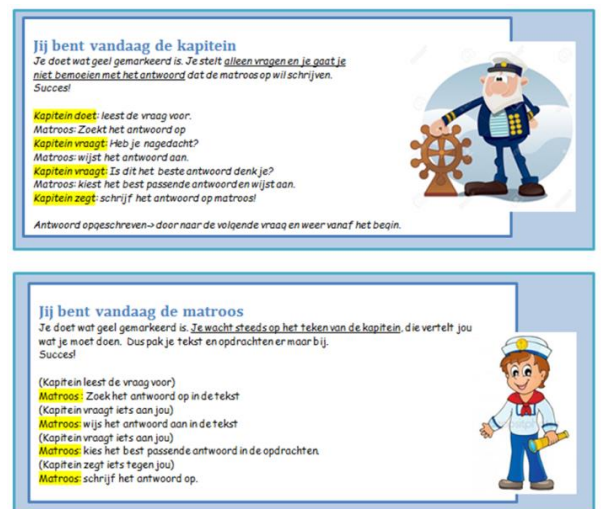 Jij bent vandaag de kapitein
Je doet wat geel gemarkeerd is. Je stelt alleen vragen en je gaat je
niet bemoeien met het antwoord dat de matroos op wil schrijven.
Succes!
Kapitein doet: leest de vraag voor.
Matroos: Zoekt het antwoord op
Kapitein vraagt: Heb je nagedacht?
Matroos: wijst het antwoord aan.
Kapitein vraagt: Is dit het beste antwoord denk je?
Matroos: kiest het best passende antwoord en wijst aan.
Kapitein zegt: schrijf het antwoord op matroos!
Antwoord opgeschreven-> door naar de volgende vraag en weer vanaf het begin.
Jij bent vandaag de matroos
Je doet wat geel gemarkeerd is. Je wacht steeds op het teken van de kapitein, die vertelt jou
wat je moet doen. Dus pak je tekst en opdrachten er maar bij.
Succes!
(Kapitein leest de vraag voor)
Matroos : Zoek het antwoord op in de tekst
(Kapitein vraagt iets aan jou)
Matroos: wijs het antwoord aan in de tekst
(Kapitein vraagt iets aan jou)
Matroos: kies het best passende antwoord in de opdrachten.
(Kapitein zegt iets tegen jou)
Matroos: schrijf het antwoord op.